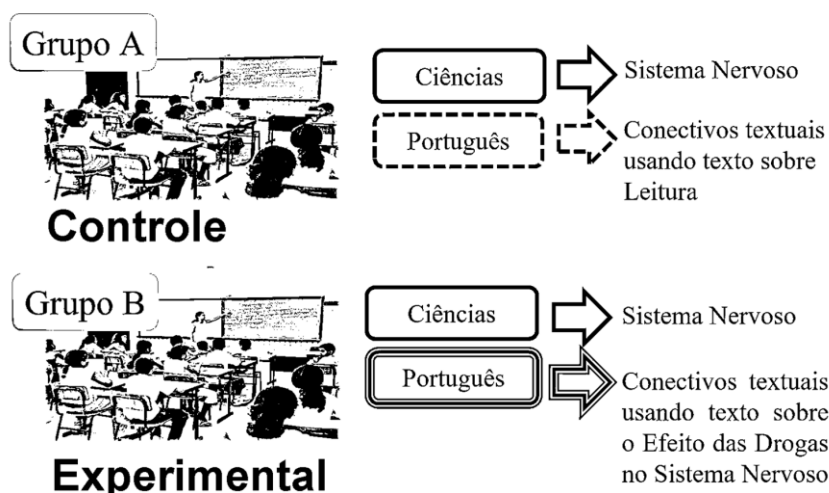 Grupo A
Ciências
Sistema Nervoso
Português
Conectivos textuais
usando texto sobre
Leitura
Controle
Grupo B
Ciências
Sistema Nervoso
Português
Conectivos textuais
usando texto sobre
o Efeito das Drogas
no Sistema Nervoso
Experimental